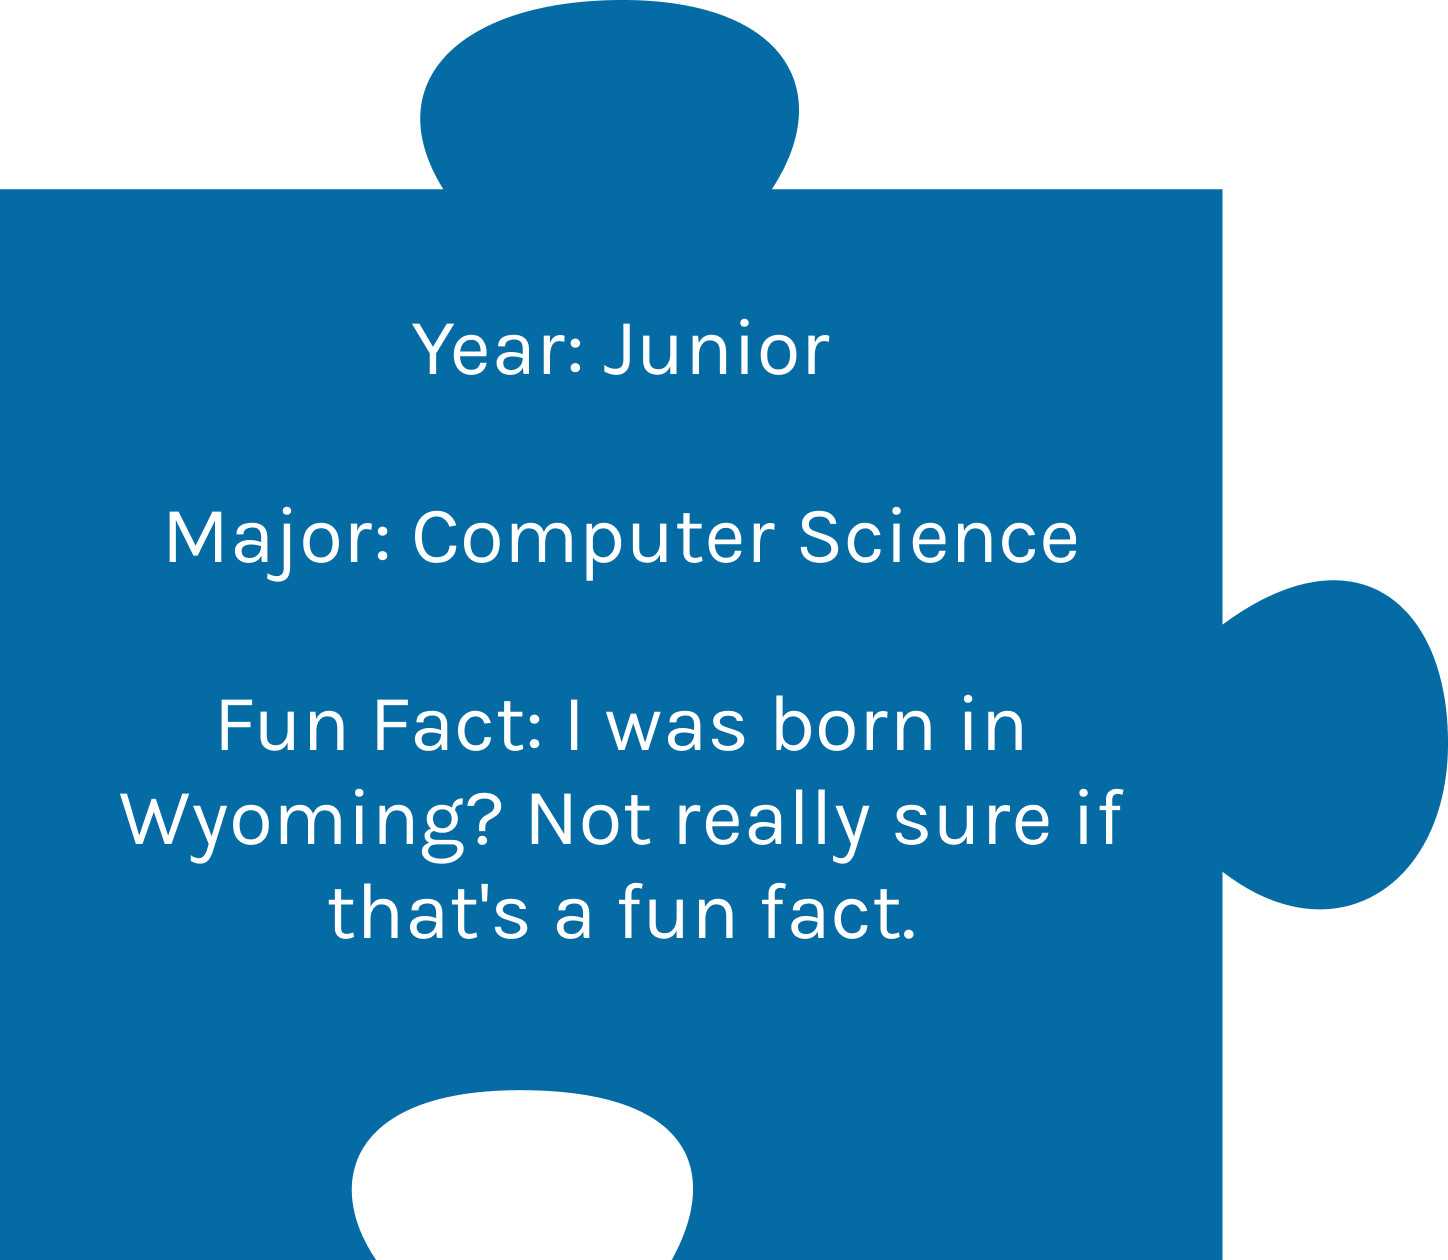 Year: Junior
Major: Computer Science
Fun Fact: I was born in
Wyoming? Not really sure if
that's a fun fact.